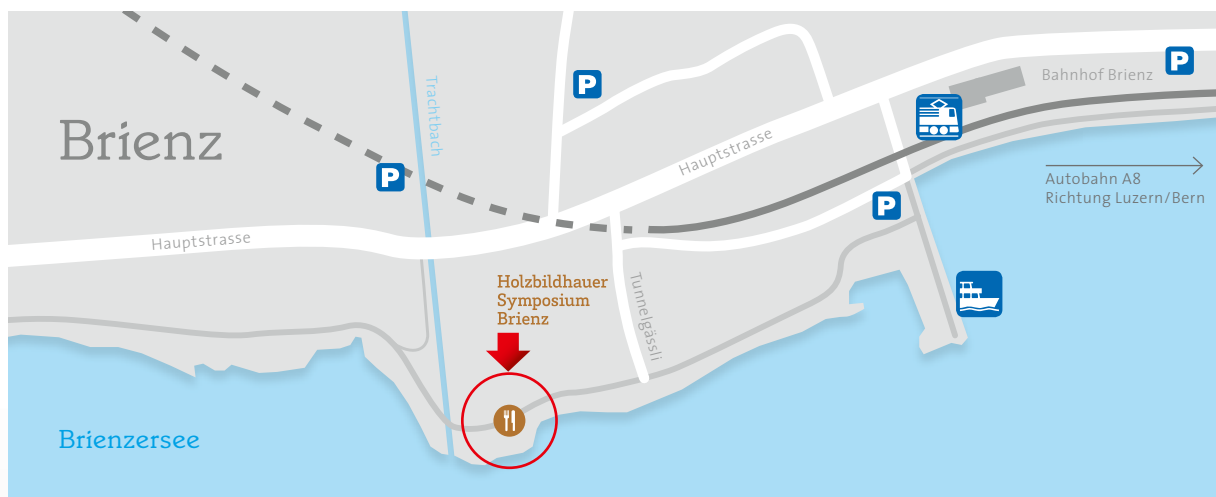 P
P
Bahnhof Brienz
Trachtbach
Brienz
Hauptstrasse
P
Autobahn A8
Richtung Luzern/Bern
P
Hauptstrasse
Holzbildhauer
Symposium
Brienz
Tunnelgässli
Brienzersee